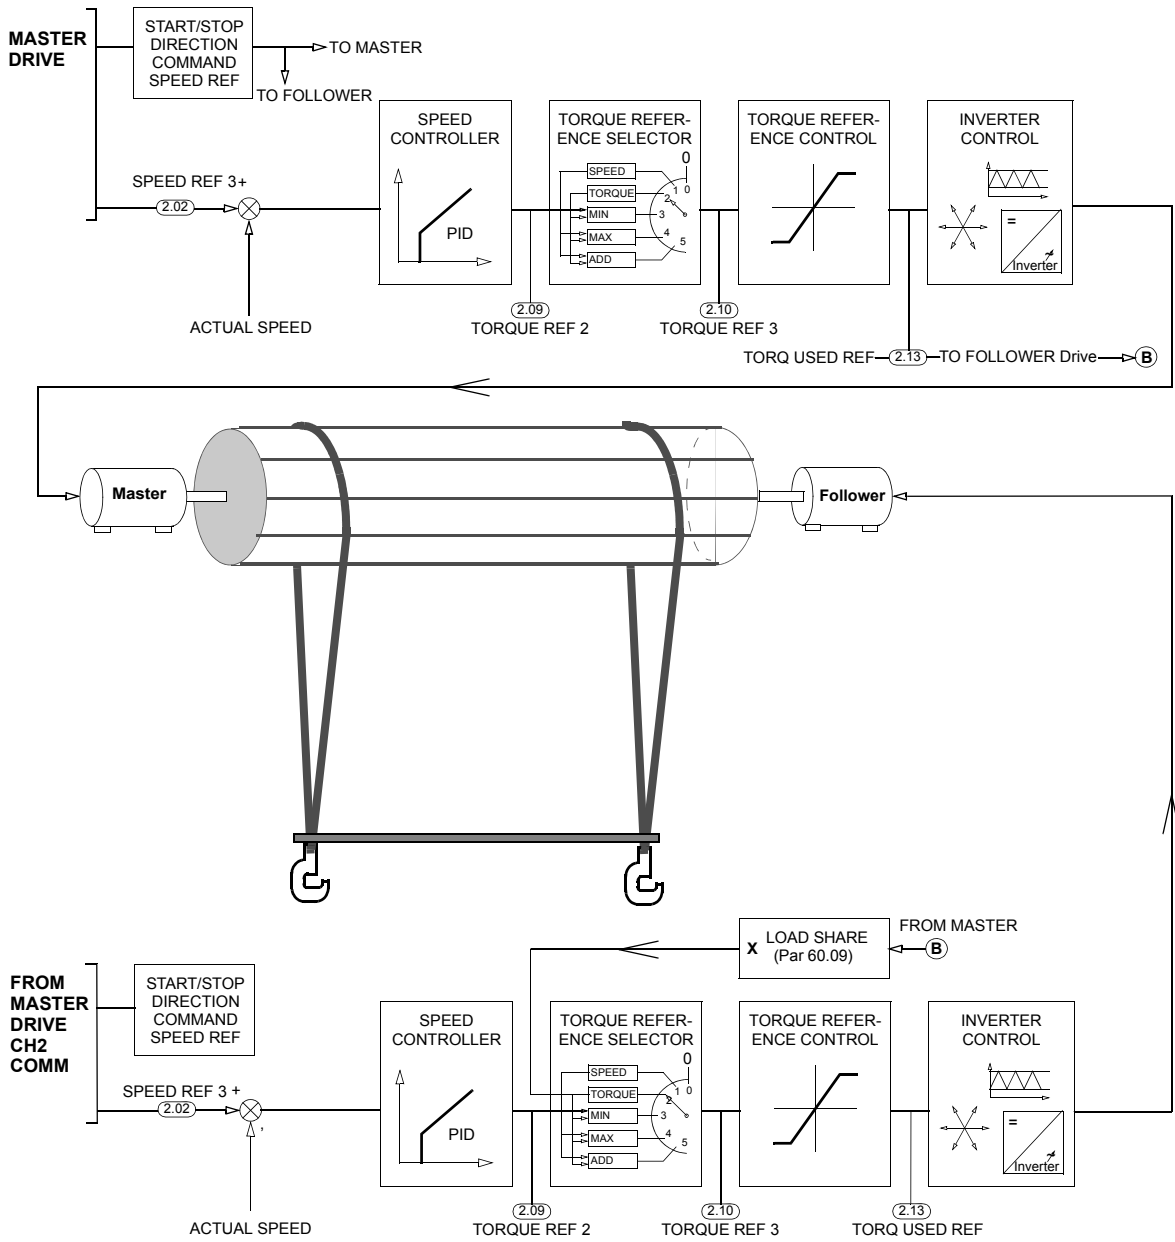 MASTER
DRIVE
START/STOP
DIRECTION
COMMAND
SPEED REF
TO MASTER
TO FOLLOWER
SPEED REF 3+
2.02
ACTUAL SPEED
SPEED
CONTROLLER
PID
TORQUE REFER-
ENCE SELECTOR
0
SPEED
TORQUE
MIN
MAX
ADD
1 0
2
3
4
5
TORQUE REFER-
ENCE CONTROL
INVERTER
CONTROL
=
Inverter
2.09
TORQUE REF 2
2.10
TORQUE REF 3
TORQ USED REF 2.13 TO FOLLOWER Drive B
Master
Follower
X LOAD SHARE
(Par 60.09)
FROM MASTER
B
FROM
MASTER
DRIVE
CH2
COMM
START/STOP
DIRECTION
COMMAND
SPEED REF
SPEED REF 3 +
2.02
,
ACTUAL SPEED
SPEED
CONTROLLER
PID
TORQUE REFER-
ENCE SELECTOR
0
SPEED
TORQUE
MIN
MAX
ADD
1 0
2
3
4
5
TORQUE REFER-
ENCE CONTROL
INVERTER
CONTROL
=
Inverter
2.09
TORQUE REF 2
2.10
TORQUE REF 3
2.13
TORQ USED REF